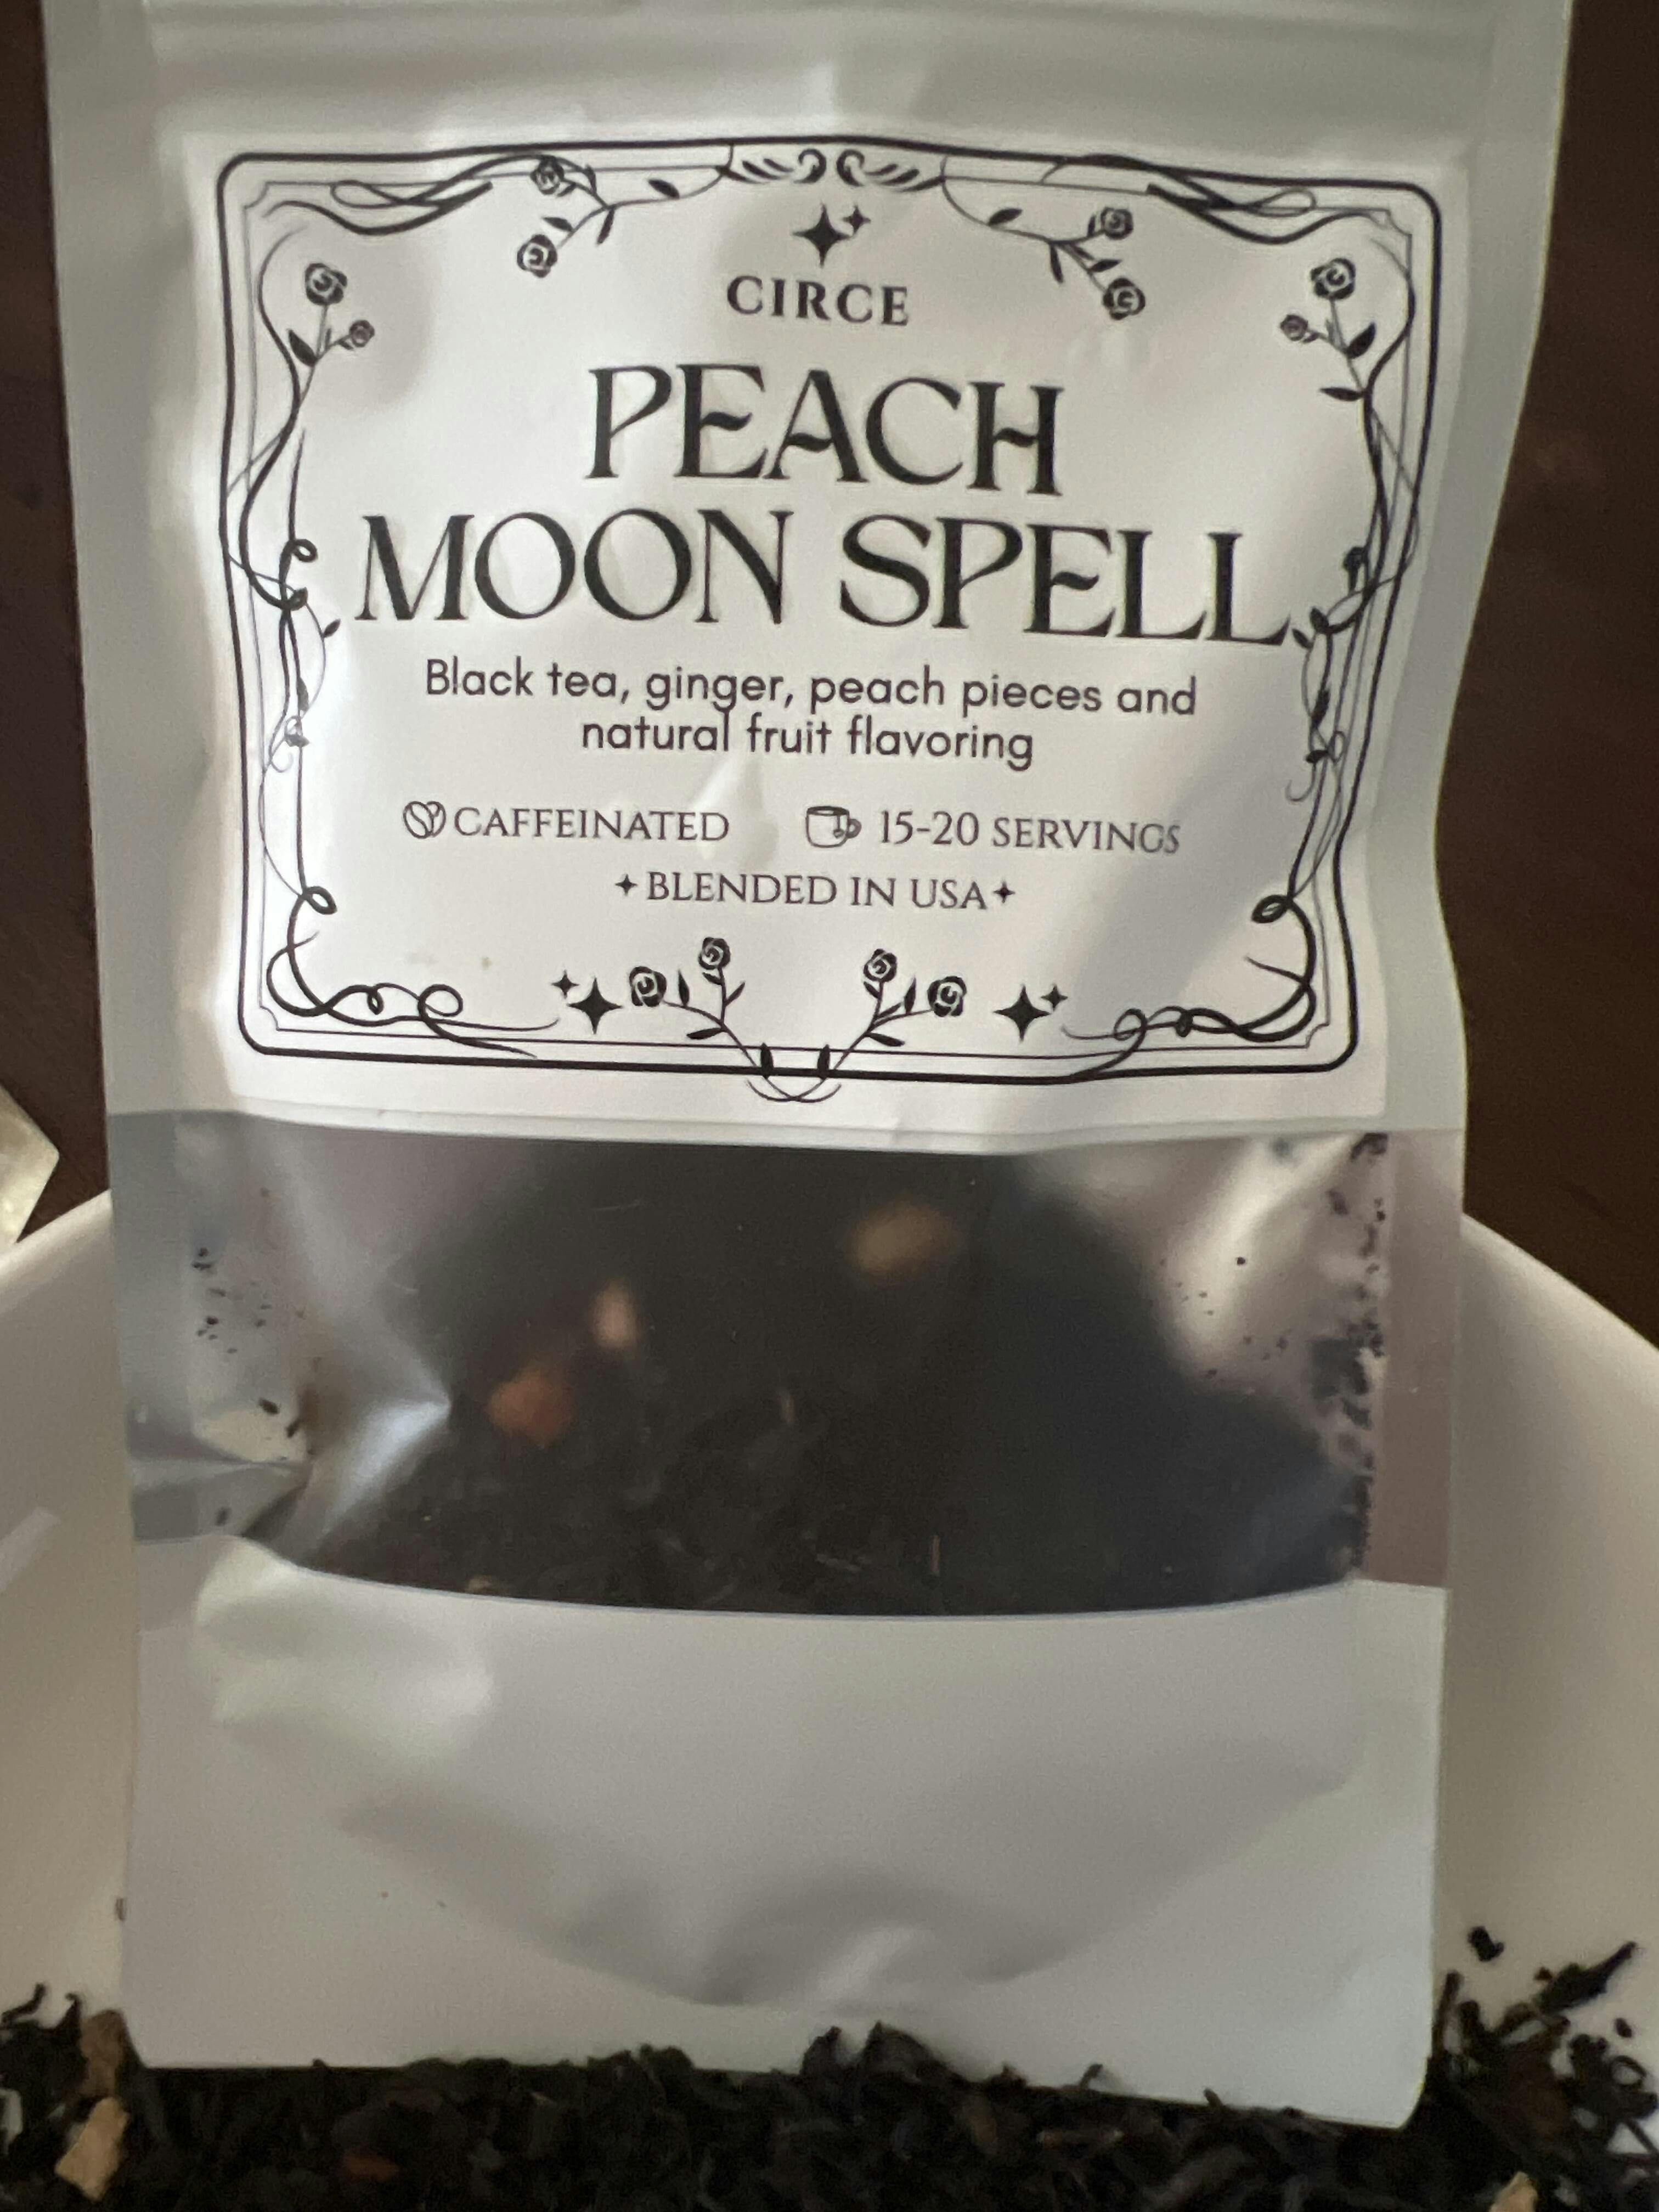 CIRCE
PEACH
MOON SPELL
Black tea, ginger, peach pieces and
natural fruit flavoring
CAFFEINATED 15-20 SERVINGS
BLENDED IN USA